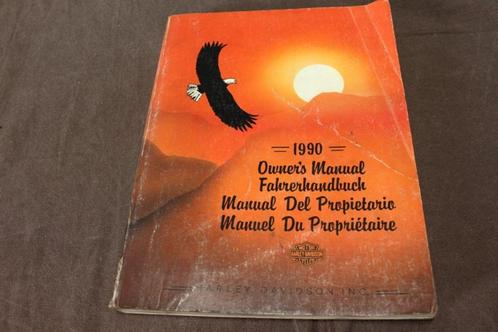 1990
Owner's Manual
Fahrerhandbuch
Manual Del Propietario
Manuel Du Propriétaire
HARLEY-DAVIDSON
HARLEY-DAVIDSON INC.